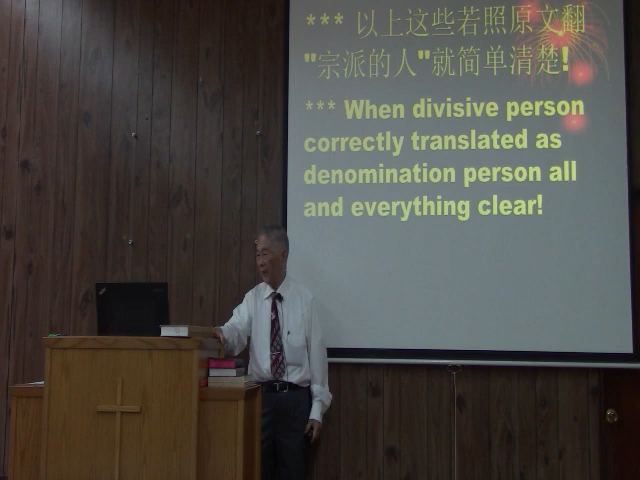 *** 以上这些若照原文翻
"宗派的人"就简单清楚!
*** When divisive person
correctly translated as
denomination person all
and everything clear!